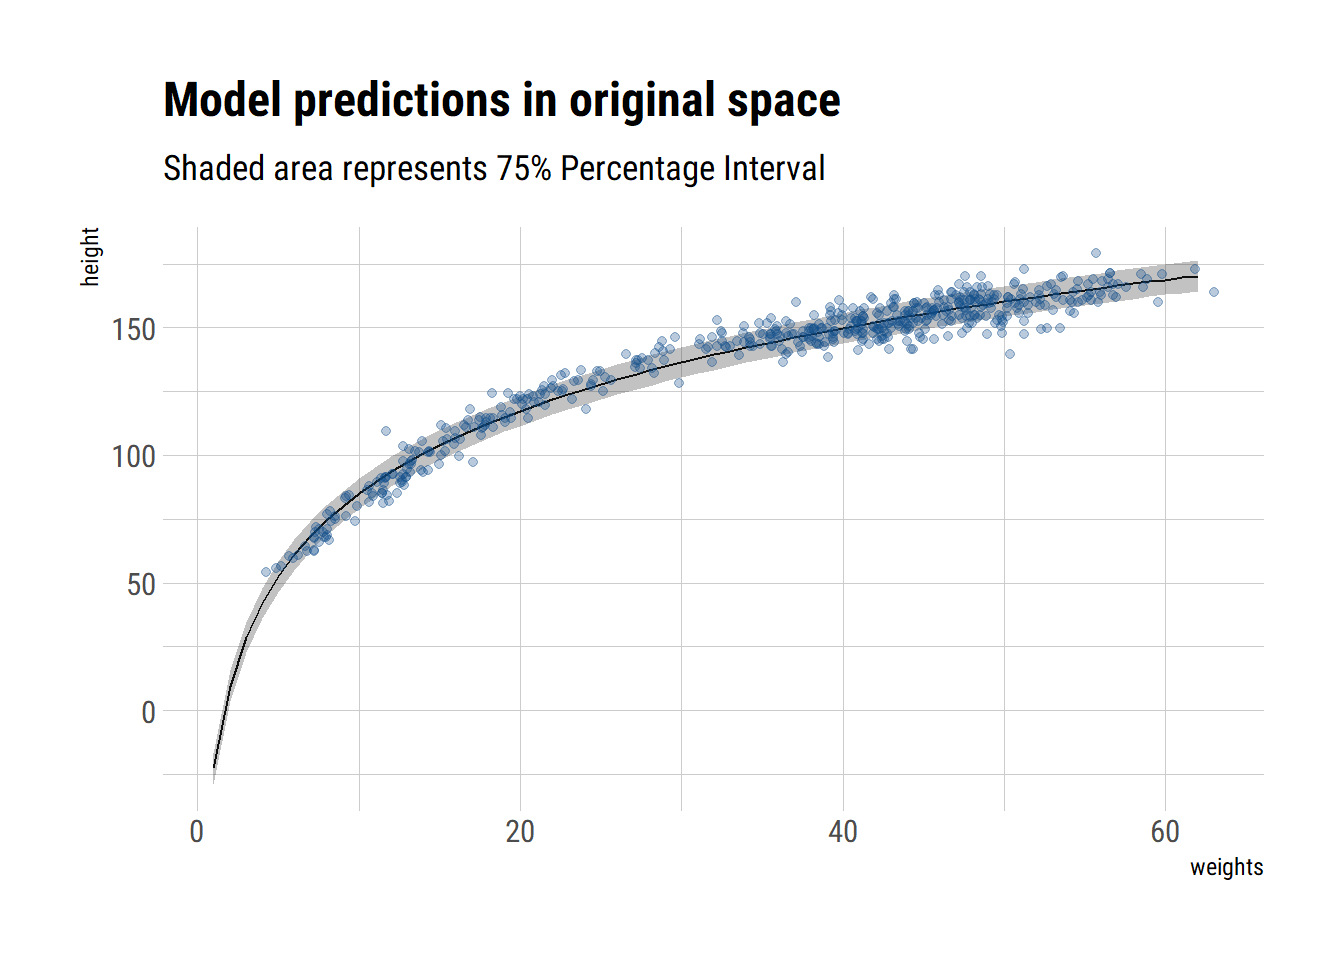 Model predictions in original space
Shaded area represents 75% Percentage Interval
height
150
100
50
0
0 20 40 60
weights